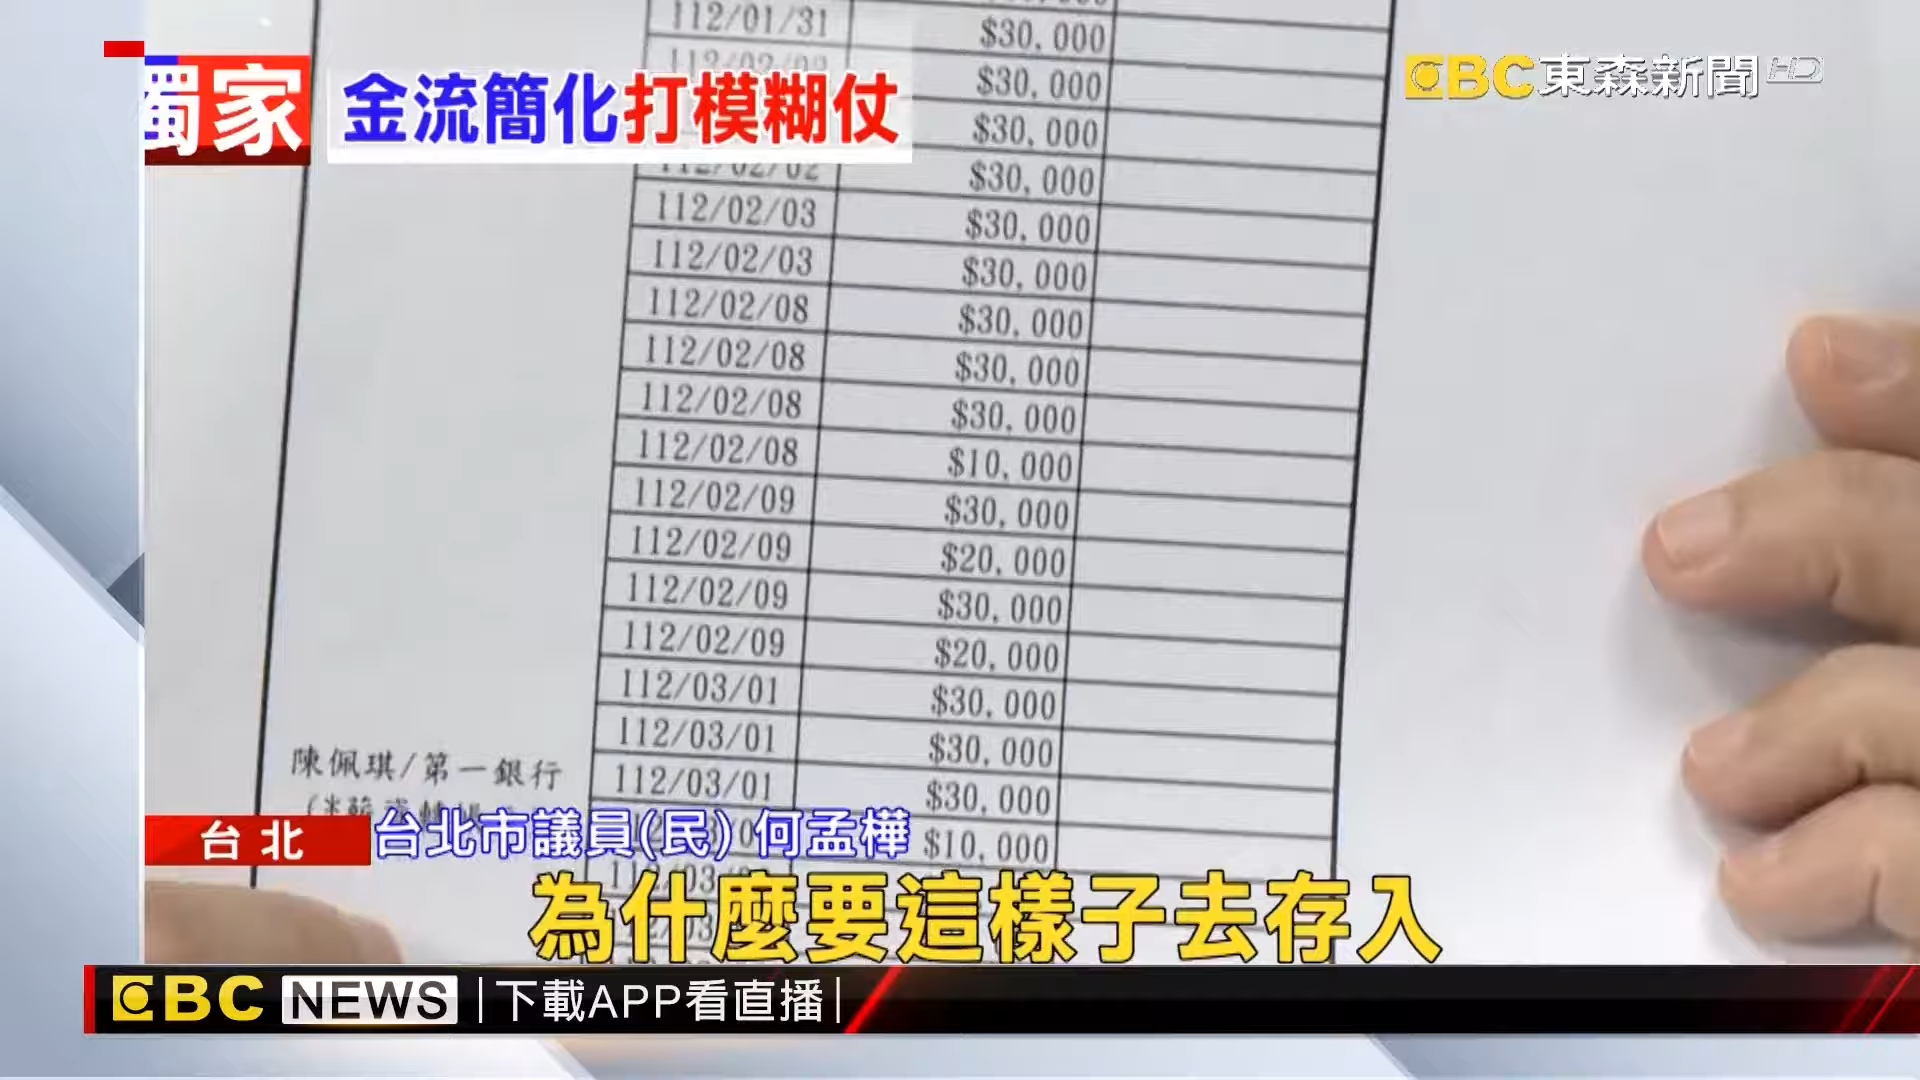 112/01/31 $30,000
$30,000
獨家 金流簡化打模糊仗 $30,000
EBC東森新聞 HD
112/02/02 $30,000
112/02/03 $30,000
112/02/03 $30,000
112/02/08 $30,000
112/02/08 $30,000
112/02/08 $30,000
112/02/08 $10,000
112/02/09 $30,000
112/02/09 $20,000
112/02/09 $30,000
112/02/09 $20,000
112/03/01 $30,000
112/03/01 $30,000
陳佩琪/第一銀行 112/03/01 $30,000
台北 台北市議員(民) 何孟樺 $10,000
為什麼要這樣子去存入
EBC NEWS |下載APP看直播|